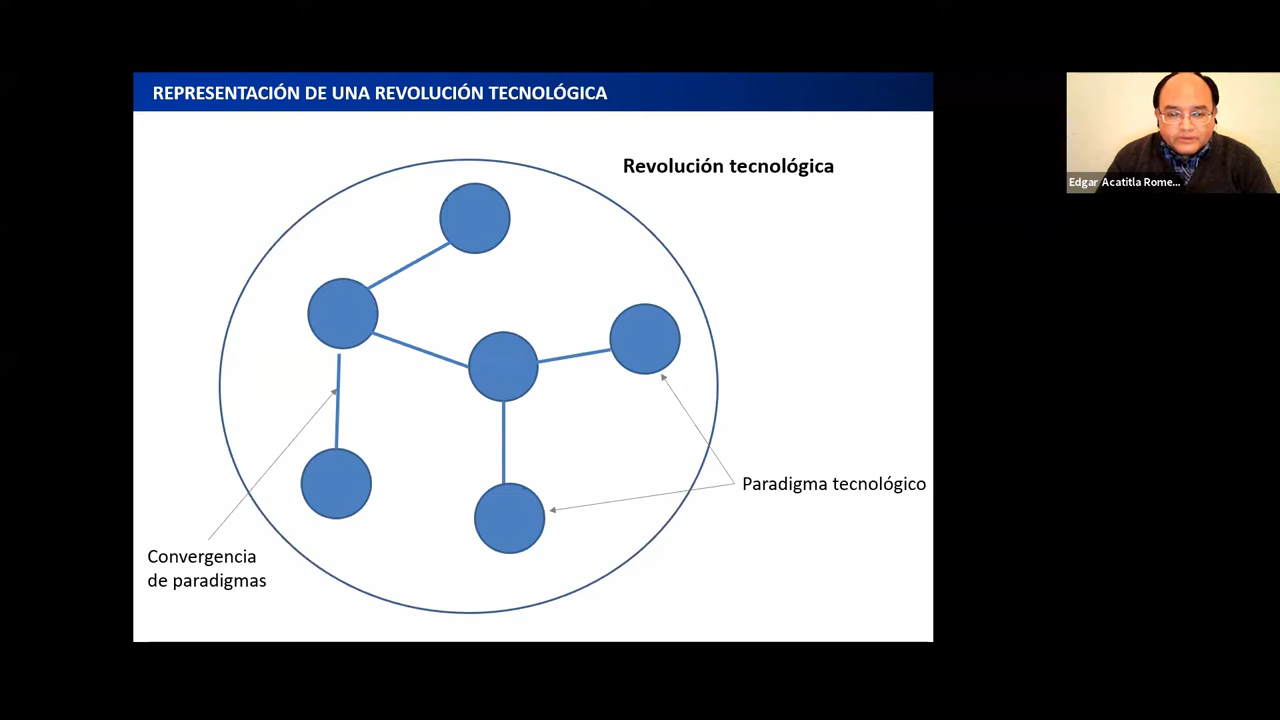 REPRESENTACIÓN DE UNA REVOLUCIÓN TECNOLÓGICA
Revolución tecnológica
Edgar Acatitla Rome...
Paradigma tecnológico
Convergencia
de paradigmas